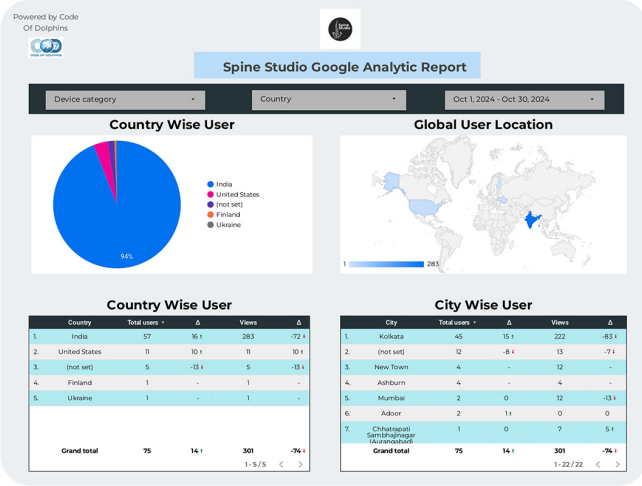 Powered by Code
Of Dolphins
CODE OF DOLPHINS
Spine
Studio
Spine Studio Google Analytic Report
Device category
Country
Oct 1, 2024 - Oct 30, 2024
Country Wise User
Global User Location
India
United States
(not set)
Finland
Ukraine
94%
1 283
Country Wise User
Country Total users Δ Views Δ
1. India 57 16 283 -72
2. United States 11 10 11 10
3. (not set) 5 -13 5 -13
4. Finland 1 - 1 -
5. Ukraine 1 - 1 -
Grand total 75 14 301 -74
1 - 5 / 5
City Wise User
City Total users Δ Views Δ
1. Kolkata 45 15 222 -83
2. (not set) 12 -8 13 -7
3. New Town 4 - 12 -
4. Ashburn 4 - 4 -
5. Mumbai 2 0 12 -13
6. Adoor 2 1 0 0
7. Chhatrapati 1 0 7 5
Sambhajinagar
(Aurangabad)
Grand total 75 14 301 -74
1 - 22 / 22